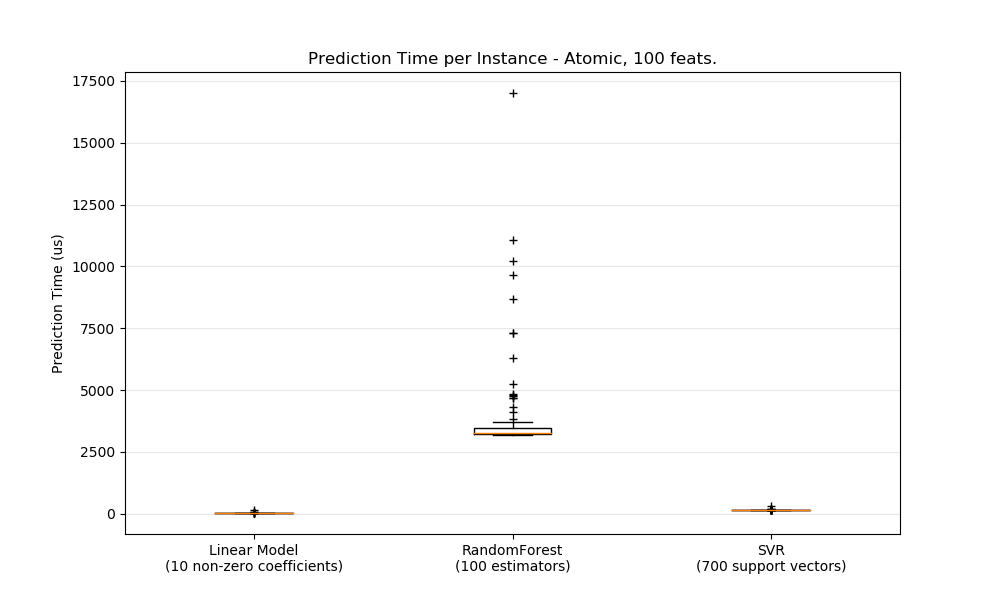 Prediction Time per Instance - Atomic, 100 feats.
Prediction Time (us)
17500
15000
12500
10000
7500
5000
2500
0
Linear Model
(10 non-zero coefficients)
RandomForest
(100 estimators)
SVR
(700 support vectors)